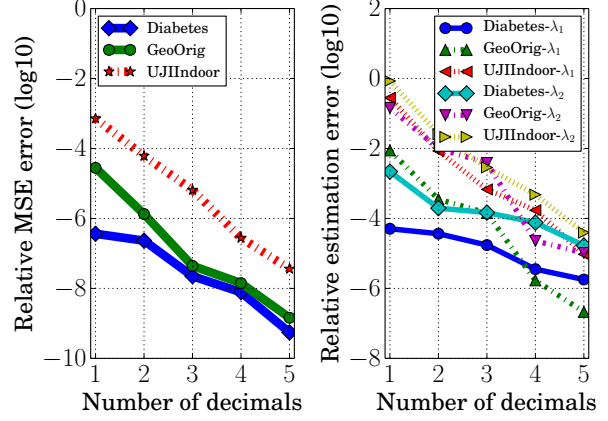 Relative MSE error (log10)
0
−2
−4
−6
−8
−10
1 2 3 4 5
Number of decimals
Diabetes
GeoOrig
UJIIndoor
Relative estimation error (log10)
2
0
−2
−4
−6
−8
1 2 3 4 5
Number of decimals
Diabetes-λ₁
GeoOrig-λ₁
UJIIndoor-λ₁
Diabetes-λ₂
GeoOrig-λ₂
UJIIndoor-λ₂